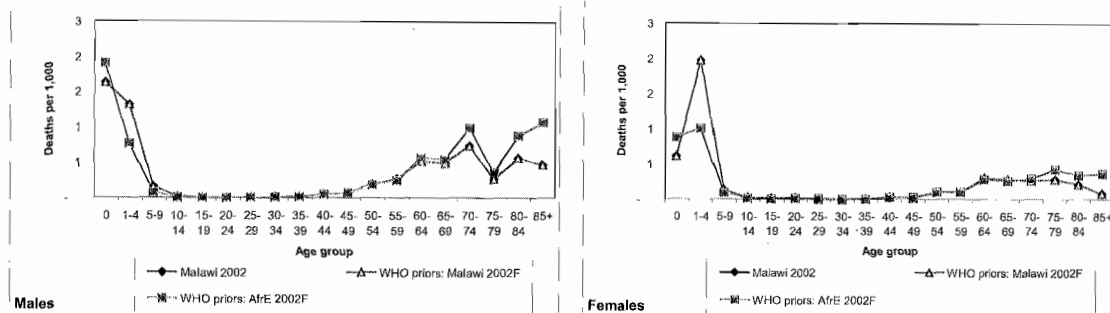 3
2
2
1
1
-
Deaths per 1,000
0 1-4 5-9 10-14 15-19 20-24 25-29 30-34 35-39 40-44 45-49 50-54 55-59 60-64 65-69 70-74 75-79 80-84 85+
Age group
Malawi 2002 WHO priors: Malawi 2002F
WHO priors: AfrE 2002F
Males
3
2
2
1
1
-
Deaths per 1,000
0 1-4 5-9 10-14 15-19 20-24 25-29 30-34 35-39 40-44 45-49 50-54 55-59 60-64 65-69 70-74 75-79 80-84 85+
Age group
Malawi 2002 WHO priors: Malawi 2002F
WHO priors: AfrE 2002F
Females